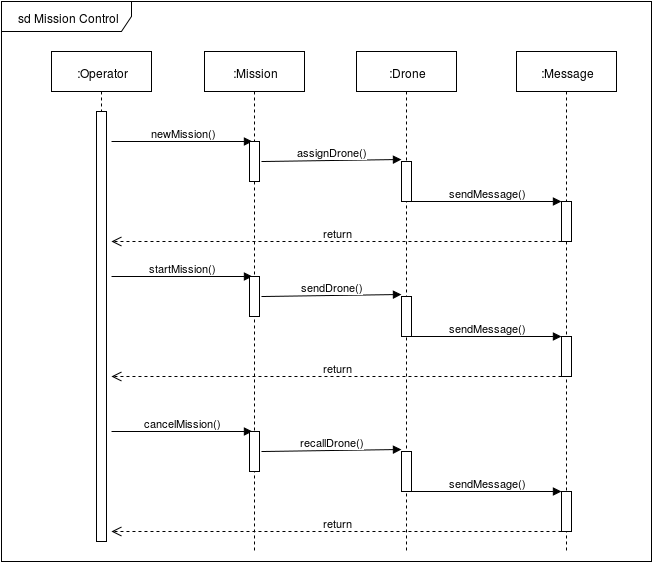 sd Mission Control
:Operator
:Mission
:Drone
:Message
newMission()
assignDrone()
sendMessage()
return
startMission()
sendDrone()
sendMessage()
return
cancelMission()
recallDrone()
sendMessage()
return